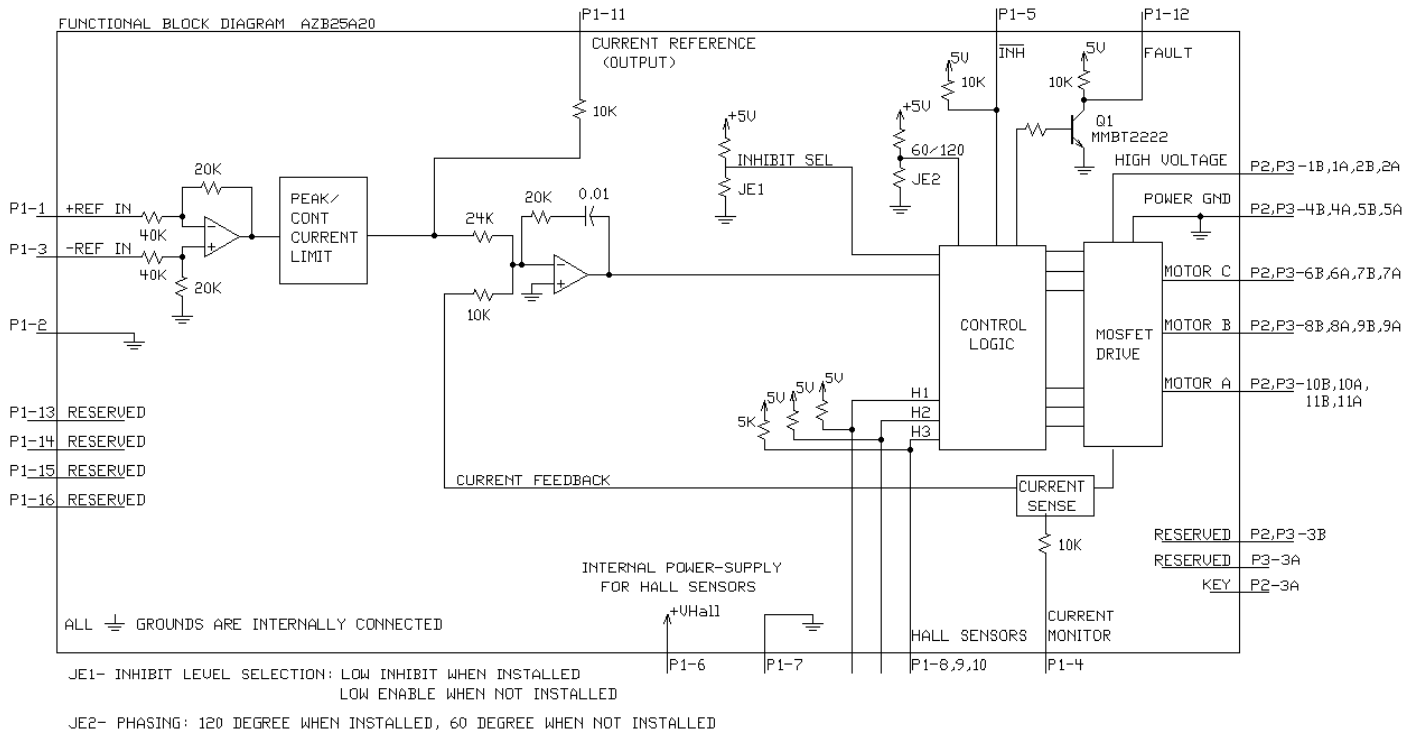 P1-11
P1-5
P1-12
FUNCTIONAL BLOCK DIAGRAM AZB25A20
CURRENT REFERENCE
(OUTPUT)
INH
FAULT
5V
10K
5V
10K
10K
Q1
MMBT2222
+5V
+5V
60/120
INHIBIT SEL
JE1
JE2
HIGH VOLTAGE
P2,P3-1B,1A,2B,2A
POWER GND
P2,P3-4B,4A,5B,5A
20K
P1-1
+REF IN
40K
P1-3
-REF IN
40K
20K
PEAK/
CONT
CURRENT
LIMIT
24K
20K
0.01
10K
MOTOR C
P2,P3-6B,6A,7B,7A
P1-2
CONTROL
LOGIC
MOSFET
DRIVE
MOTOR B
P2,P3-8B,8A,9B,9A
MOTOR A
P2,P3-10B,10A,
11B,11A
5V
5V
5V
5K
H1
H2
H3
P1-13 RESERVED
P1-14 RESERVED
P1-15 RESERVED
P1-16 RESERVED
CURRENT FEEDBACK
CURRENT
SENSE
10K
RESERVED P2,P3-3B
RESERVED P3-3A
KEY P2-3A
INTERNAL POWER-SUPPLY
FOR HALL SENSORS
+VHall
ALL GROUNDS ARE INTERNALLY CONNECTED
HALL SENSORS
CURRENT
MONITOR
P1-6
P1-7
P1-8,9,10
P1-4
JE1- INHIBIT LEVEL SELECTION: LOW INHIBIT WHEN INSTALLED
LOW ENABLE WHEN NOT INSTALLED
JE2- PHASING: 120 DEGREE WHEN INSTALLED, 60 DEGREE WHEN NOT INSTALLED